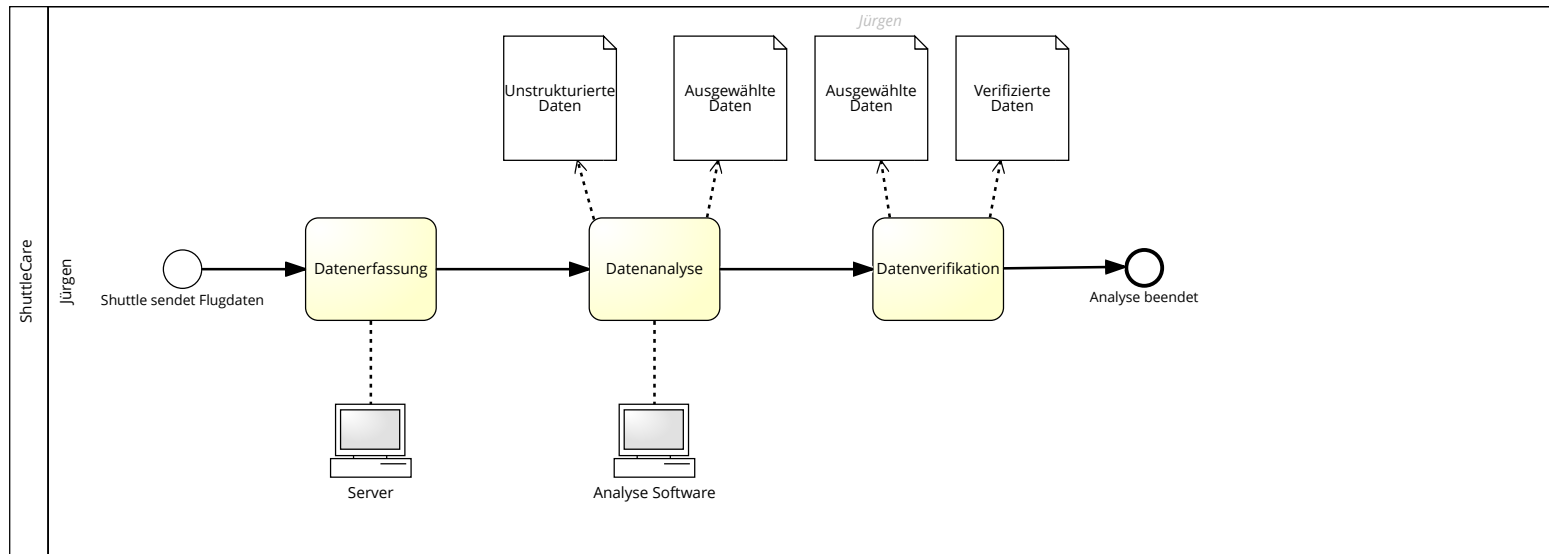 Jürgen
Unstrukturierte
Daten
Ausgewählte
Daten
Ausgewählte
Daten
Verifizierte
Daten
ShuttleCare
Jürgen
Shuttle sendet Flugdaten
Datenerfassung
Datenanalyse
Datenverifikation
Analyse beendet
Server
Analyse Software